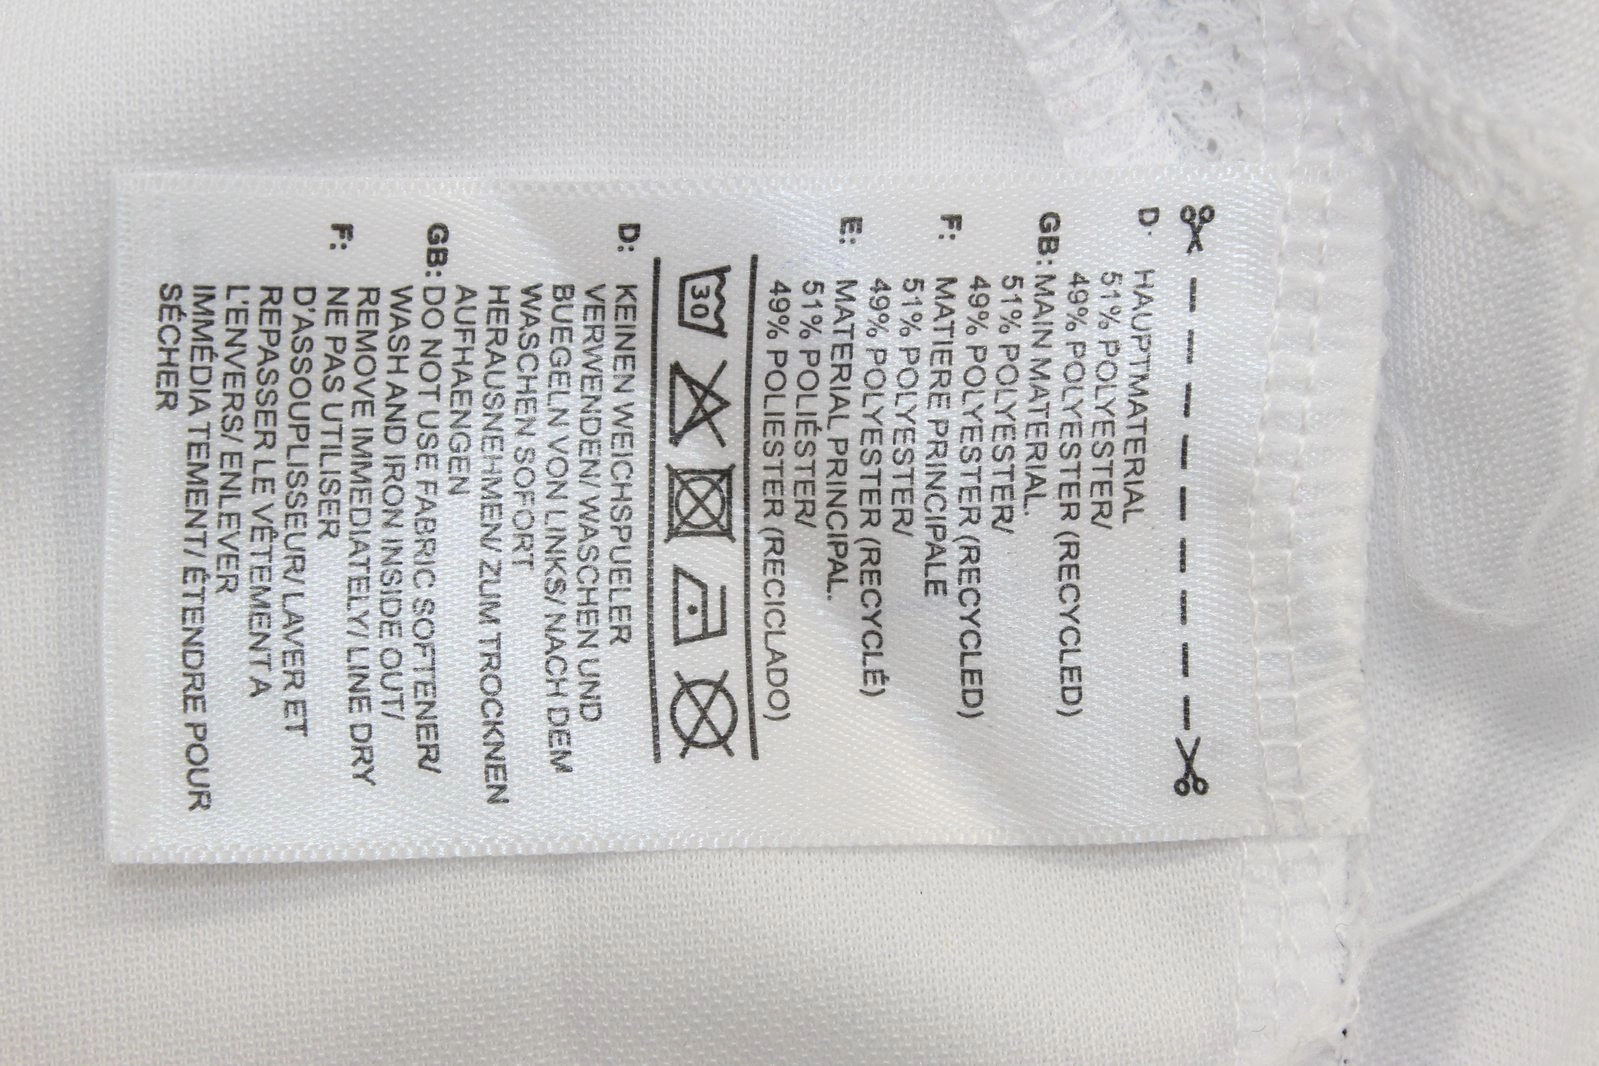 D: HAUPTMATERIAL
51% POLYESTER/
49% POLYESTER (RECYCLED)
GB: MAIN MATERIAL.
51% POLYESTER/
49% POLYESTER (RECYCLED)
F: MATIERE PRINCIPALE
51% POLYESTER/
49% POLYESTER (RECYCLÉ)
E: MATERIAL PRINCIPAL.
51% POLIÉSTER/
49% POLIESTER (RECICLADO)
30
D: KEINEN WEICHSPUELER
VERWENDEN/ WASCHEN UND
BUEGELN VON LINKS/ NACH DEM
WASCHEN SOFORT
HERAUSNEHMEN/ ZUM TROCKNEN
AUFHAENGEN
GB: DO NOT USE FABRIC SOFTENER/
WASH AND IRON INSIDE OUT/
REMOVE IMMEDIATELY/ LINE DRY
F: NE PAS UTILISER
D'ASSOUPLISSEUR/ LAVER ET
REPASSER LE VÊTEMENT A
L'ENVERS/ ENLEVER
IMMÉDIA TEMENT/ ÉTENDRE POUR
SÉCHER